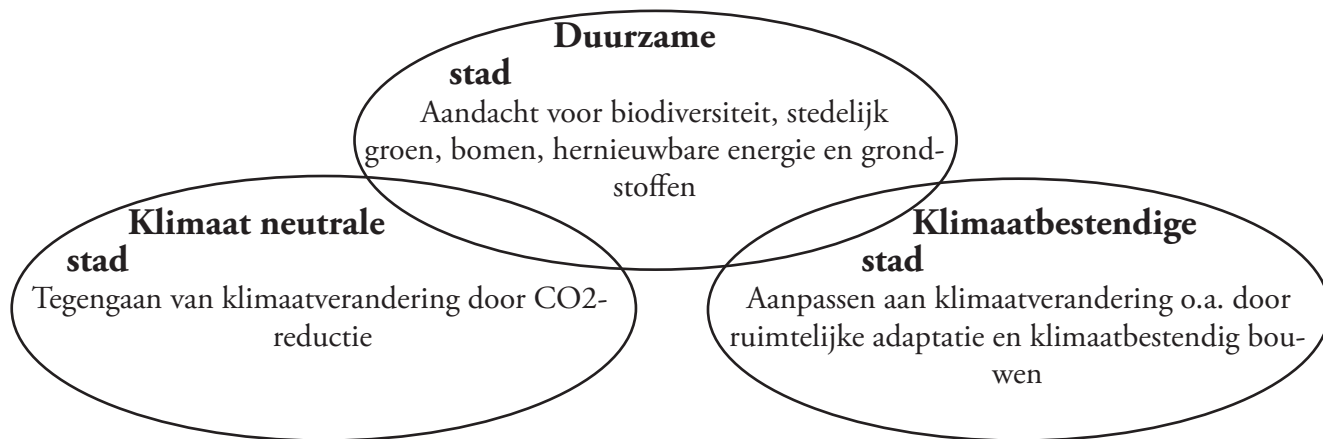 Duurzame
stad
Aandacht voor biodiversiteit, stedelijk
groen, bomen, hernieuwbare energie en grond-
stoffen
Klimaat neutrale
stad
Tegengaan van klimaatverandering door CO2-
reductie
Klimaatbestendige
stad
Aanpassen aan klimaatverandering o.a. door
ruimtelijke adaptatie en klimaatbestendig bou-
wen